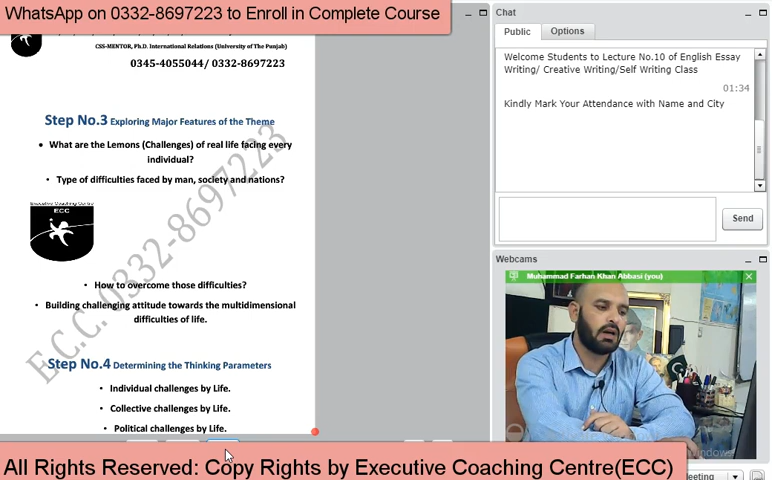 WhatsApp on 0332-8697223 to Enroll in Complete Course
CSS-MENTOR, Ph.D. International Relations (University of The Punjab)
0345-4055044/ 0332-8697223
Step No.3 Exploring Major Features of the Theme
• What are the Lemons (Challenges) of real life facing every
individual?
• Type of difficulties faced by man, society and nations?
Executive Coaching Centre
ECC
• How to overcome those difficulties?
• Building challenging attitude towards the multidimensional
difficulties of life.
Step No.4 Determining the Thinking Parameters
• Individual challenges by Life.
• Collective challenges by Life.
• Political challenges by Life.
E.C.C.0332-8697223
Chat
Public
Options
Welcome Students to Lecture No.10 of English Essay
Writing/ Creative Writing/Self Writing Class
01:34
Kindly Mark Your Attendance with Name and City
Send
Webcams
Muhammad Farhan Khan Abbasi (you)
All Rights Reserved: Copy Rights by Executive Coaching Centre(ECC)